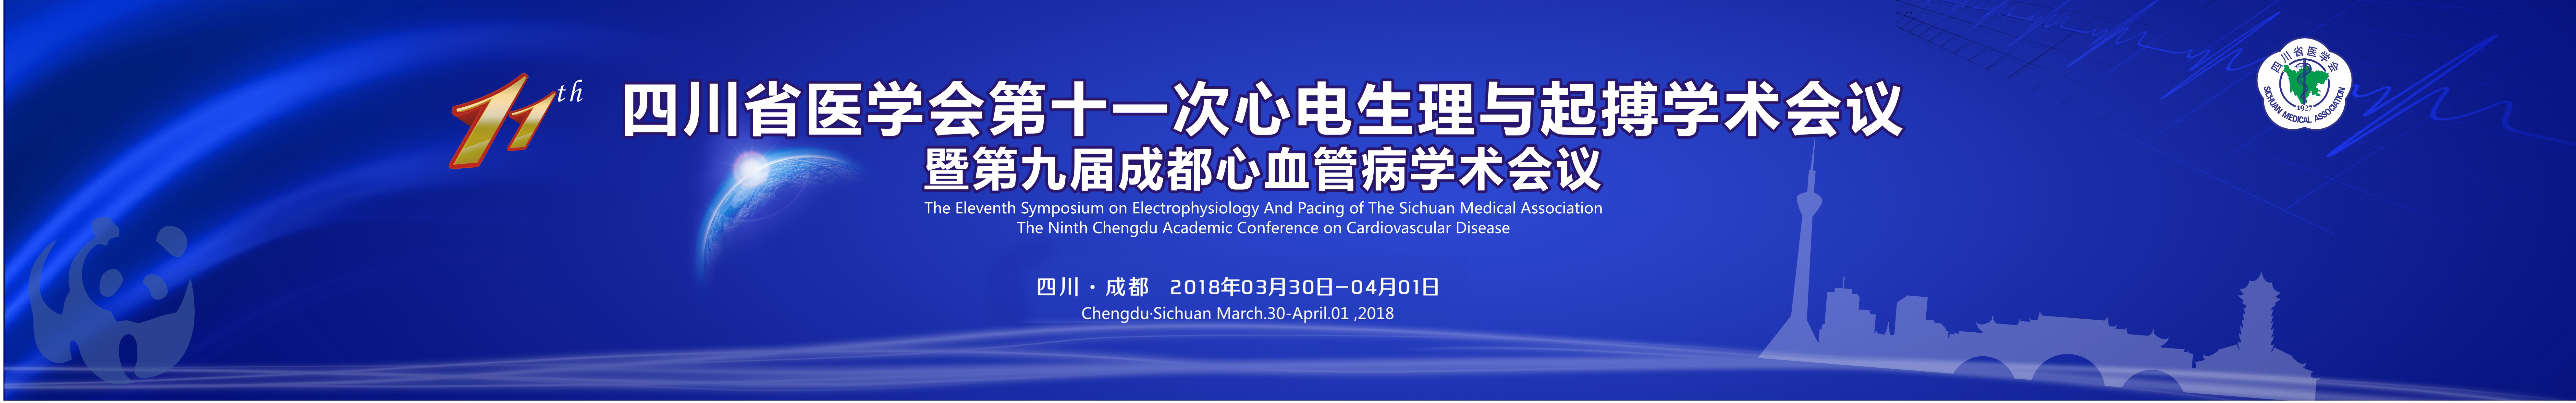 11th
四川省医学会第十一次心电生理与起搏学术会议
暨第九届成都心血管病学术会议
The Eleventh Symposium on Electrophysiology And Pacing of The Sichuan Medical Association
The Ninth Chengdu Academic Conference on Cardiovascular Disease
四川·成都 2018年03月30日-04月01日
Chengdu·Sichuan March.30-April.01 ,2018
四川省医学会
1927
SICHUAN MEDICAL ASSOCIATION